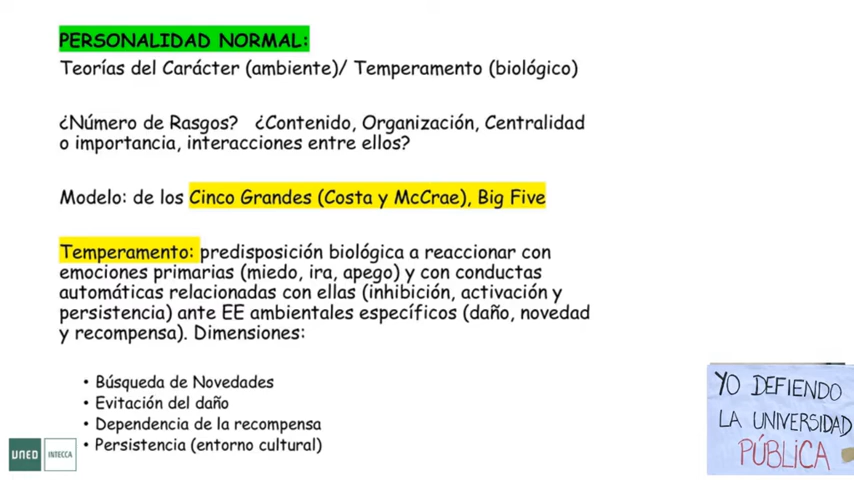 PERSONALIDAD NORMAL:
Teorías del Carácter (ambiente)/ Temperamento (biológico)
¿Número de Rasgos? ¿Contenido, Organización, Centralidad
o importancia, interacciones entre ellos?
Modelo: de los Cinco Grandes (Costa y McCrae), Big Five
Temperamento: predisposición biológica a reaccionar con
emociones primarias (miedo, ira, apego) y con conductas
automáticas relacionadas con ellas (inhibición, activación y
persistencia) ante EE ambientales específicos (daño, novedad
y recompensa). Dimensiones:
• Búsqueda de Novedades
• Evitación del daño
• Dependencia de la recompensa
• Persistencia (entorno cultural)
UNED INTECCA
YO DEFIENDO
LA UNIVERSIDAD
PÚBLICA